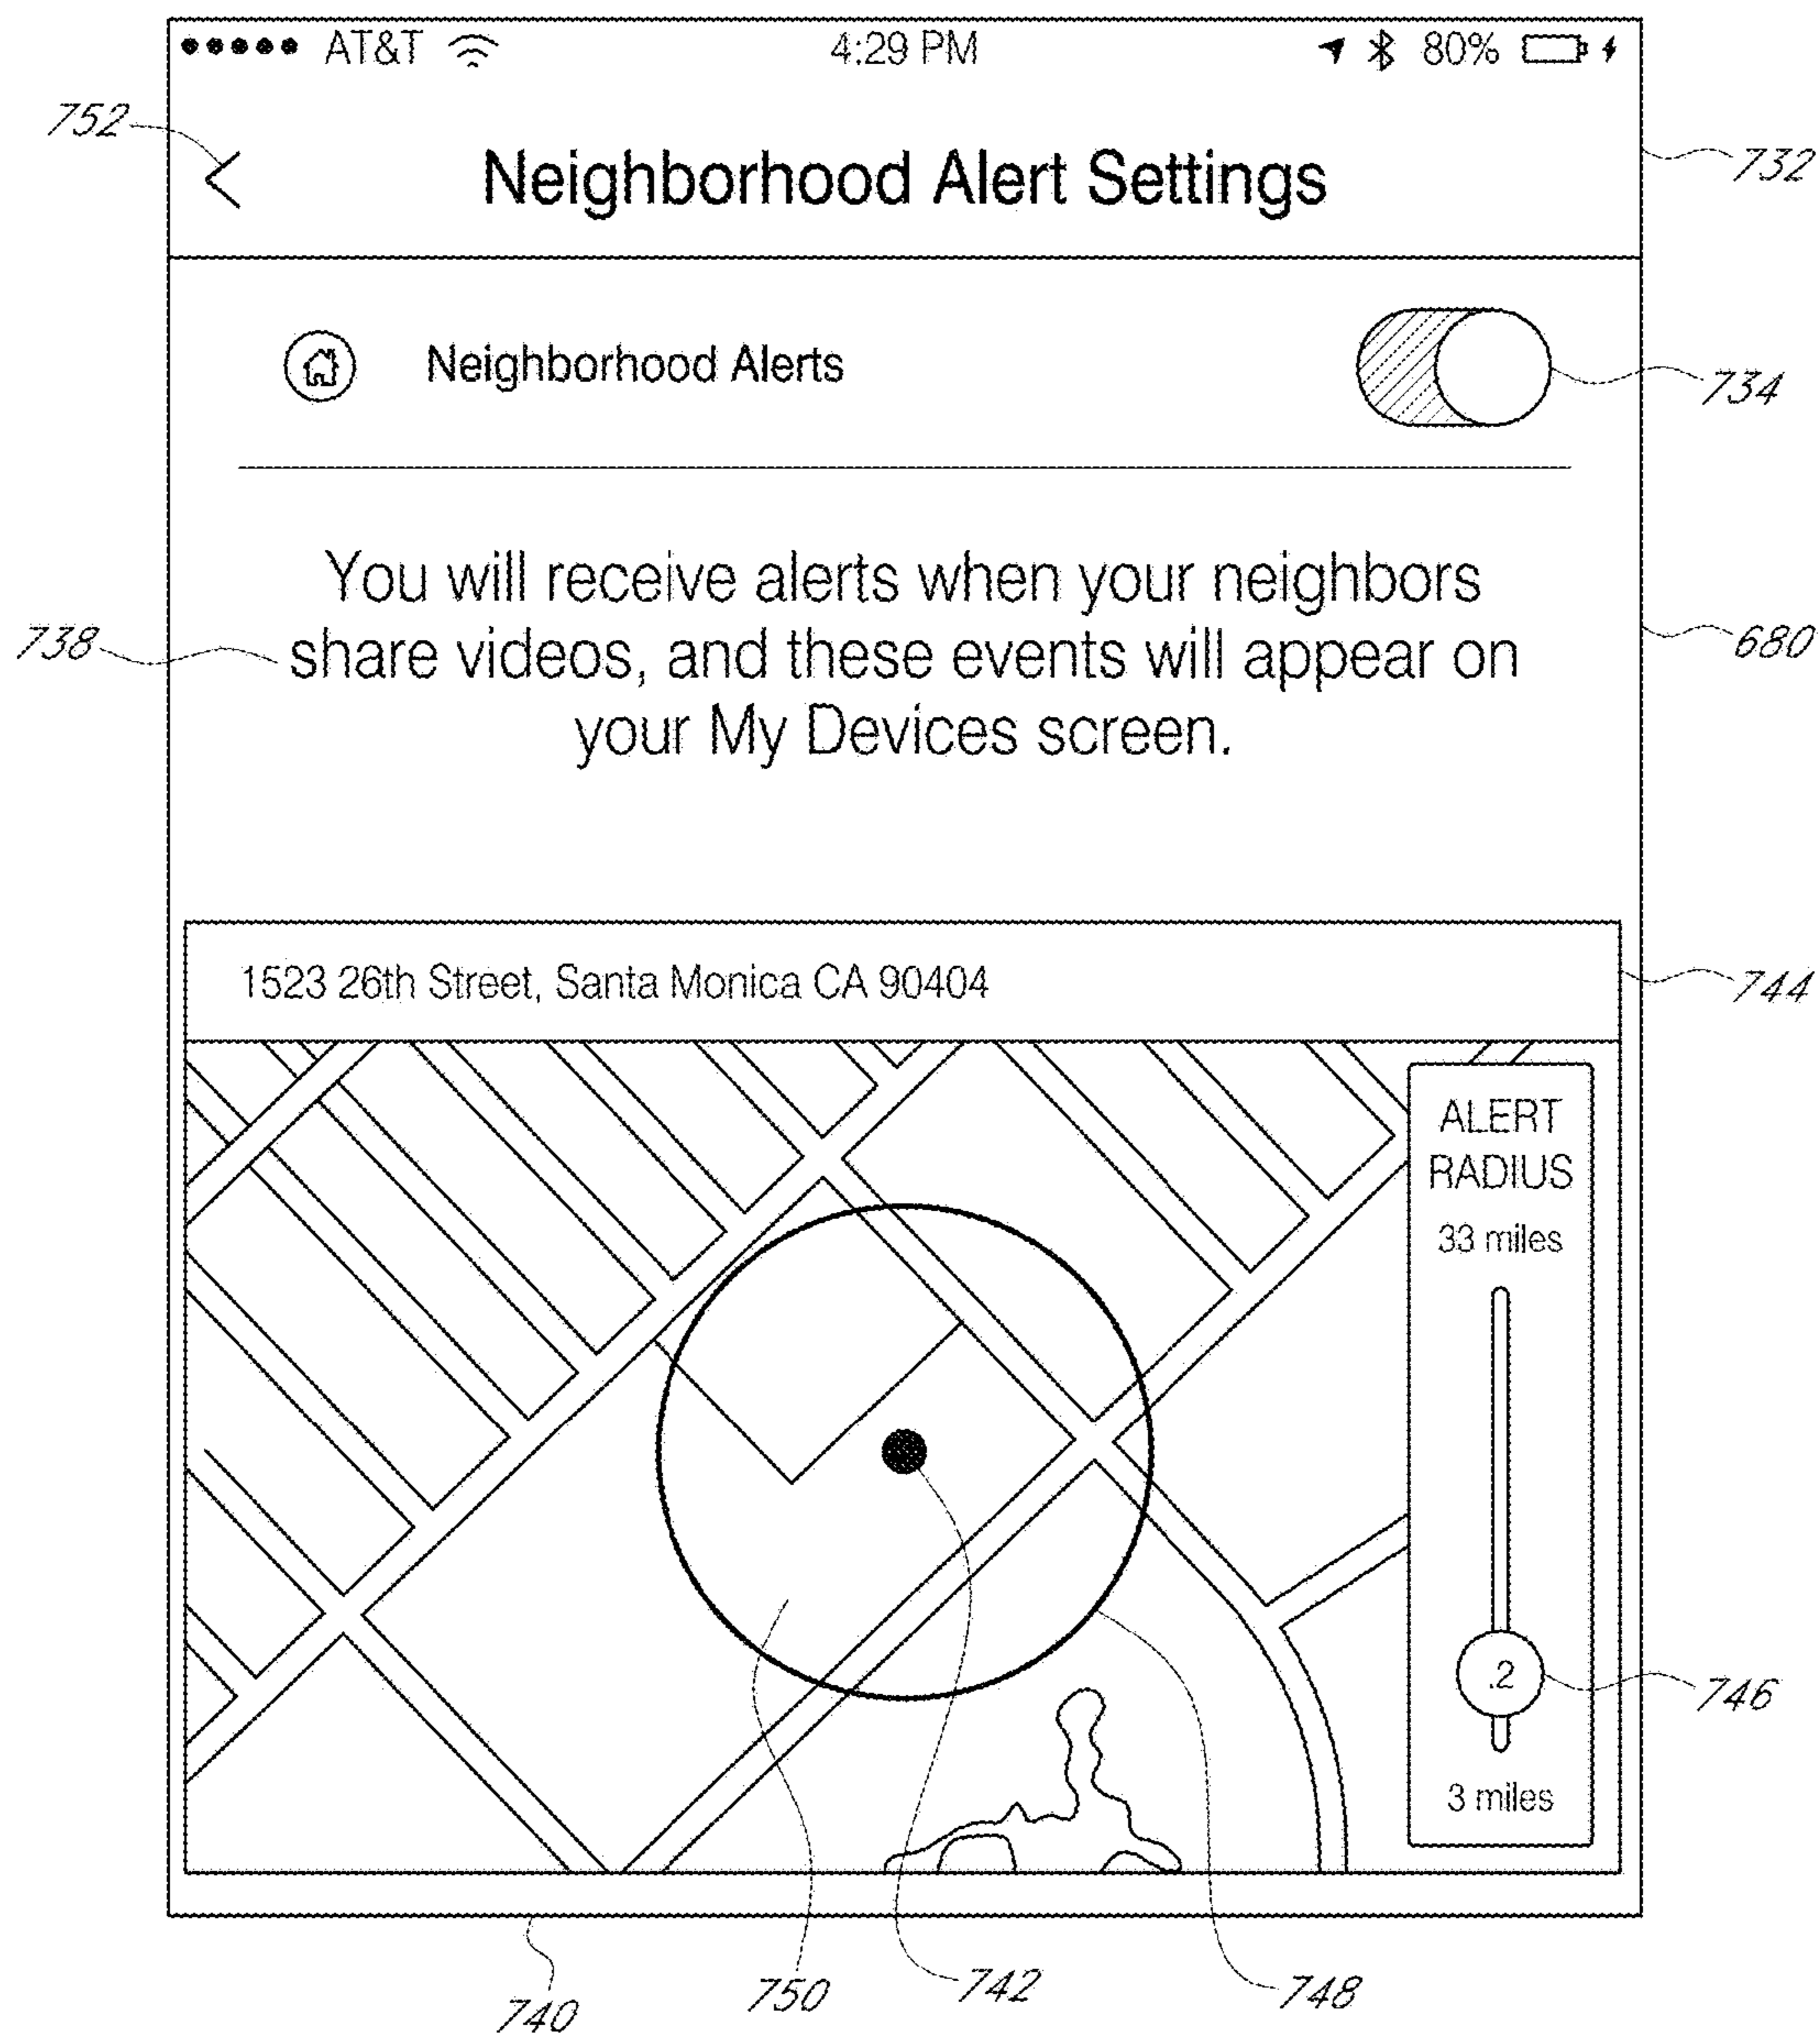 AT&T 4:29 PM 80%
752
Neighborhood Alert Settings
732
Neighborhood Alerts
734
You will receive alerts when your neighbors
share videos, and these events will appear on
your My Devices screen.
738
680
1523 26th Street, Santa Monica CA 90404
744
ALERT
RADIUS
33 miles
.2
746
3 miles
740
750
742
748